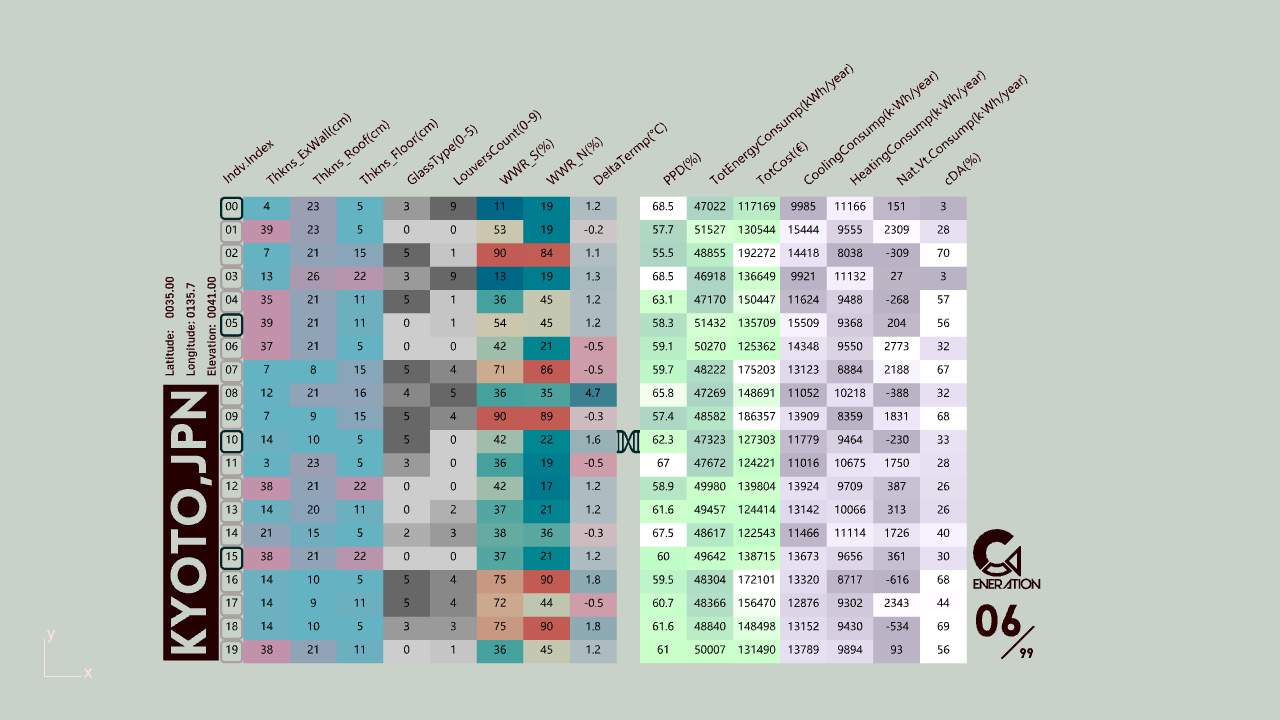 Indv.Index Thkns_ExWall(cm) Thkns_Roof(cm) Thkns_Floor(cm) GlassType(0-5) LouversCount(0-9) WWR_S(%) WWR_N(%) DeltaTermp(°C) PPD(%) TotEnergyConsump(kWh/year) TotCost(€) CoolingConsump(k·Wh/year) HeatingConsump(k·Wh/year) Nat.Vt.Consump(k·Wh/year) cDA(%)
00 4 23 5 3 9 11 19 1.2 68.5 47022 117169 9985 11166 151 3
01 39 23 5 0 0 53 19 -0.2 57.7 51527 130544 15444 9555 2309 28
02 7 21 15 5 1 90 84 1.1 55.5 48855 192272 14418 8038 -309 70
03 13 26 22 3 9 13 19 1.3 68.5 46918 136649 9921 11132 27 3
04 35 21 11 5 1 36 45 1.2 63.1 47170 150447 11624 9488 -268 57
05 39 21 11 0 1 54 45 1.2 58.3 51432 135709 15509 9368 204 56
06 37 21 5 0 0 42 21 -0.5 59.1 50270 125362 14348 9550 2773 32
07 7 8 15 5 4 71 86 -0.5 59.7 48222 175203 13123 8884 2188 67
08 12 21 16 4 5 36 35 4.7 65.8 47269 148691 11052 10218 -388 32
09 7 9 15 5 4 90 89 -0.3 57.4 48582 186357 13909 8359 1831 68
10 14 10 5 5 0 42 22 1.6 62.3 47323 127303 11779 9464 -230 33
11 3 23 5 3 0 36 19 -0.5 67 47672 124221 11016 10675 1750 28
12 38 21 22 0 0 42 17 1.2 58.9 49980 139804 13924 9709 387 26
13 14 20 11 0 2 37 21 1.2 61.6 49457 124414 13142 10066 313 26
14 21 15 5 2 3 38 36 -0.3 67.5 48617 122543 11466 11114 1726 40
15 38 21 22 0 0 37 21 1.2 60 49642 138715 13673 9656 361 30
16 14 10 5 5 4 75 90 1.8 59.5 48304 172101 13320 8717 -616 68
17 14 9 11 5 4 72 44 -0.5 60.7 48366 156470 12876 9302 2343 44
18 14 10 5 3 3 75 90 1.8 61.6 48840 148498 13152 9430 -534 69
19 38 21 11 0 1 36 45 1.2 61 50007 131490 13789 9894 93 56
Latitude: 0035.00
Longitude: 0135.7
Elevation: 0041.00
KYOTO,JPN
G
ENERATION
06/99
y
x